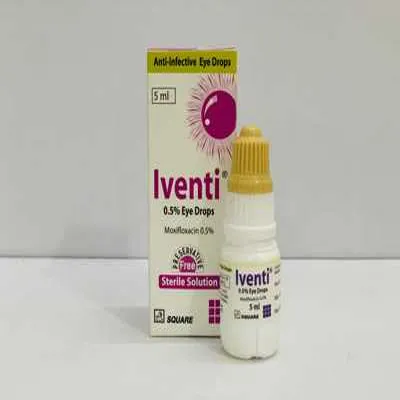 Anti-infective Eye Drops
5 ml
Iventi®
0.5% Eye Drops
Moxifloxacin 0.5%
PRESERVATIVE
Free
Sterile Solution
SQUARE
Iventi®
0.5% Eye Drops
Moxifloxacin 0.5%
5 ml
SQUARE